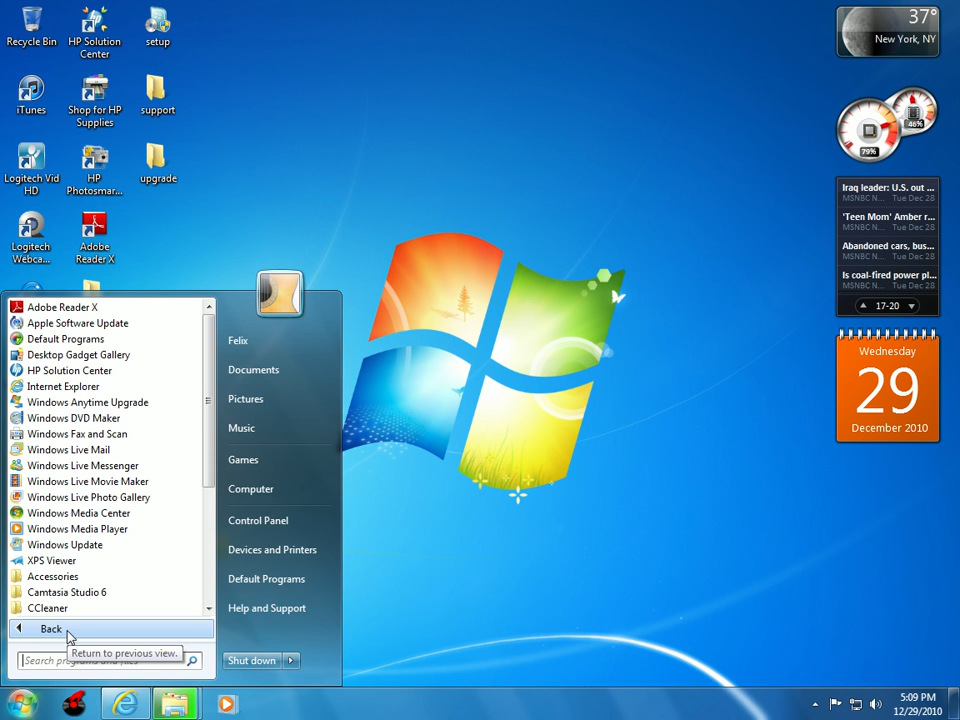 Recycle Bin
HP Solution
Center
setup
iTunes
Shop for HP
Supplies
support
Logitech Vid
HD
HP
Photosmar...
upgrade
Logitech
Webca...
Adobe
Reader X
Adobe Reader X
Apple Software Update
Default Programs
Desktop Gadget Gallery
HP Solution Center
Internet Explorer
Windows Anytime Upgrade
Windows DVD Maker
Windows Fax and Scan
Windows Live Mail
Windows Live Messenger
Windows Live Movie Maker
Windows Live Photo Gallery
Windows Media Center
Windows Media Player
Windows Update
XPS Viewer
Accessories
Camtasia Studio 6
CCleaner
Back
Return to previous view.
Search programs and files
Felix
Documents
Pictures
Music
Games
Computer
Control Panel
Devices and Printers
Default Programs
Help and Support
Shut down
37°
New York, NY
46%
79%
Iraq leader: U.S. out ...
MSNBC N... Tue Dec 28
'Teen Mom' Amber r...
MSNBC N... Tue Dec 28
Abandoned cars, bus...
MSNBC N... Tue Dec 28
Is coal-fired power pl...
MSNBC N... Tue Dec 28
17-20
Wednesday
29
December 2010
5:09 PM
12/29/2010